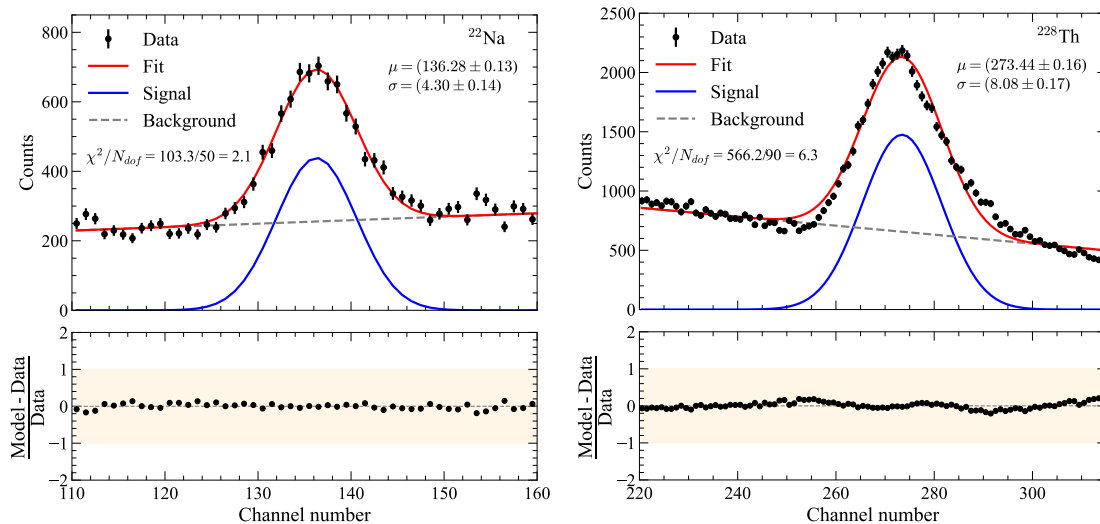 ²²Na
Data
Fit
Signal
Background
μ = (136.28 ± 0.13)
σ = (4.30 ± 0.14)
χ²/N_dof = 103.3/50 = 2.1
Counts
800
600
400
200
0
Model - Data
Data
2
1
0
−1
−2
110 120 130 140 150 160
Channel number
²²⁸Th
Data
Fit
Signal
Background
μ = (273.44 ± 0.16)
σ = (8.08 ± 0.17)
χ²/N_dof = 566.2/90 = 6.3
Counts
2500
2000
1500
1000
500
0
Model - Data
Data
2
1
0
−1
−2
220 240 260 280 300
Channel number